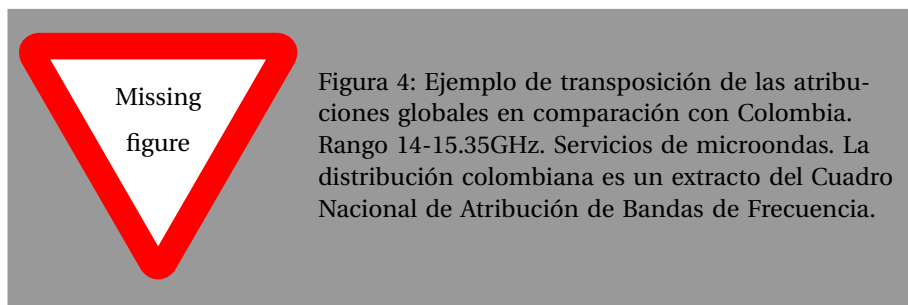 Missing
figure
Figura 4: Ejemplo de transposición de las atribu-
ciones globales en comparación con Colombia.
Rango 14-15.35GHz. Servicios de microondas. La
distribución colombiana es un extracto del Cuadro
Nacional de Atribución de Bandas de Frecuencia.